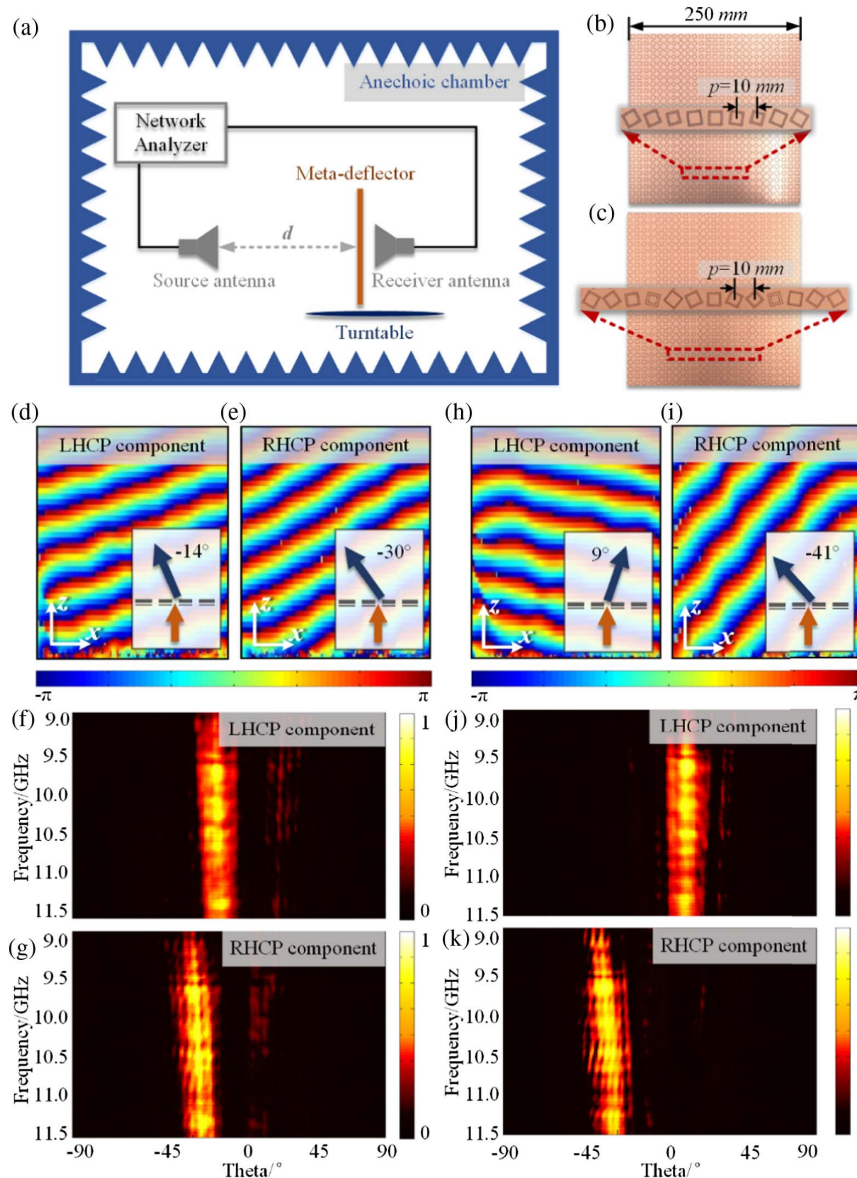 (a)
Anechoic chamber
Network
Analyzer
Meta-deflector
d
Source antenna
Receiver antenna
Turntable
(b)
250 mm
p=10 mm
(c)
p=10 mm
(d)
(e)
(h)
(i)
LHCP component
RHCP component
LHCP component
RHCP component
-14°
-30°
9°
-41°
z
x
z
x
z
x
z
x
-π
π
-π
(f)
9.0
9.5
10.0
10.5
11.0
11.5
Frequency/GHz
LHCP component
1
0
(j)
9.0
9.5
10.0
10.5
11.0
11.5
Frequency/GHz
LHCP component
(g)
9.0
9.5
10.0
10.5
11.0
11.5
Frequency/GHz
RHCP component
1
0
-90
-45
0
45
90
Theta/°
(k)
9.0
9.5
10.0
10.5
11.0
11.5
Frequency/GHz
RHCP component
-90
-45
0
45
90
Theta/°